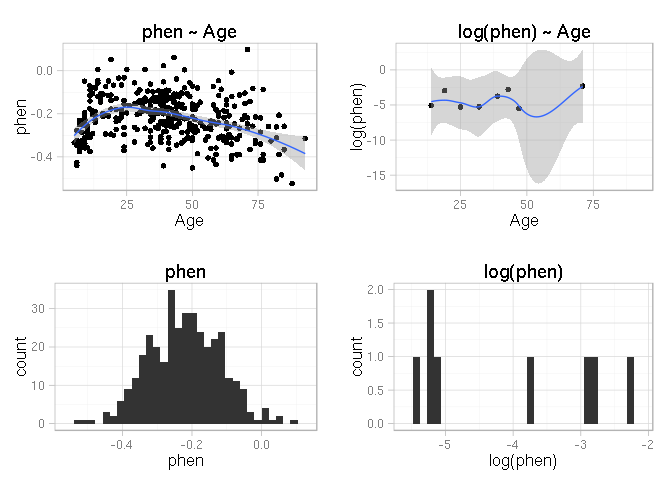 phen ~ Age
log(phen) ~ Age
phen
0.0
-0.2
-0.4
25
50
75
Age
log(phen)
0
-5
-10
-15
25
50
75
Age
phen
log(phen)
count
30
20
10
0
-0.4
-0.2
0.0
phen
count
2.0
1.5
1.0
0.5
0.0
-5
-4
-3
-2
log(phen)